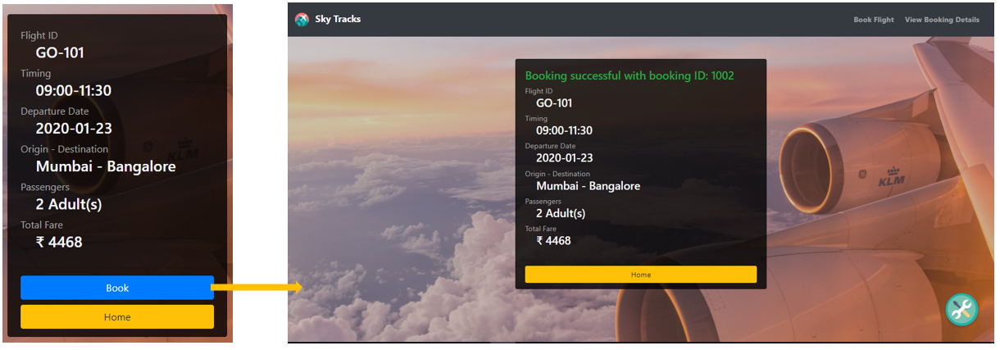 Flight ID
GO-101
Timing
09:00-11:30
Departure Date
2020-01-23
Origin - Destination
Mumbai - Bangalore
Passengers
2 Adult(s)
Total Fare
₹ 4468
Book
Home
Sky Tracks
Book Flight
View Booking Details
Booking successful with booking ID: 1002
Flight ID
GO-101
Timing
09:00-11:30
Departure Date
2020-01-23
Origin - Destination
Mumbai - Bangalore
Passengers
2 Adult(s)
Total Fare
₹ 4468
Home
KLM